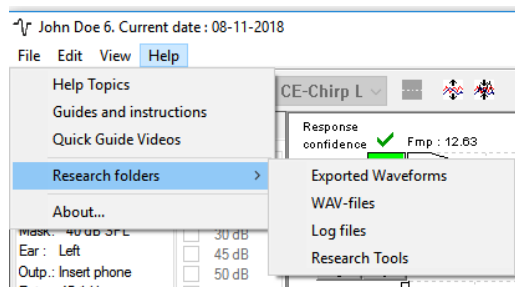 John Doe 6. Current date : 08-11-2018
File Edit View Help
Help Topics
Guides and instructions
Quick Guide Videos
Research folders >
About...
CE-Chirp L
Response
confidence Fmp : 12.63
Exported Waveforms
WAV-files
Log files
Research Tools
Mask: 40 dB SPL 30 dB
Ear : Left 45 dB
Outp.: Insert phone 50 dB